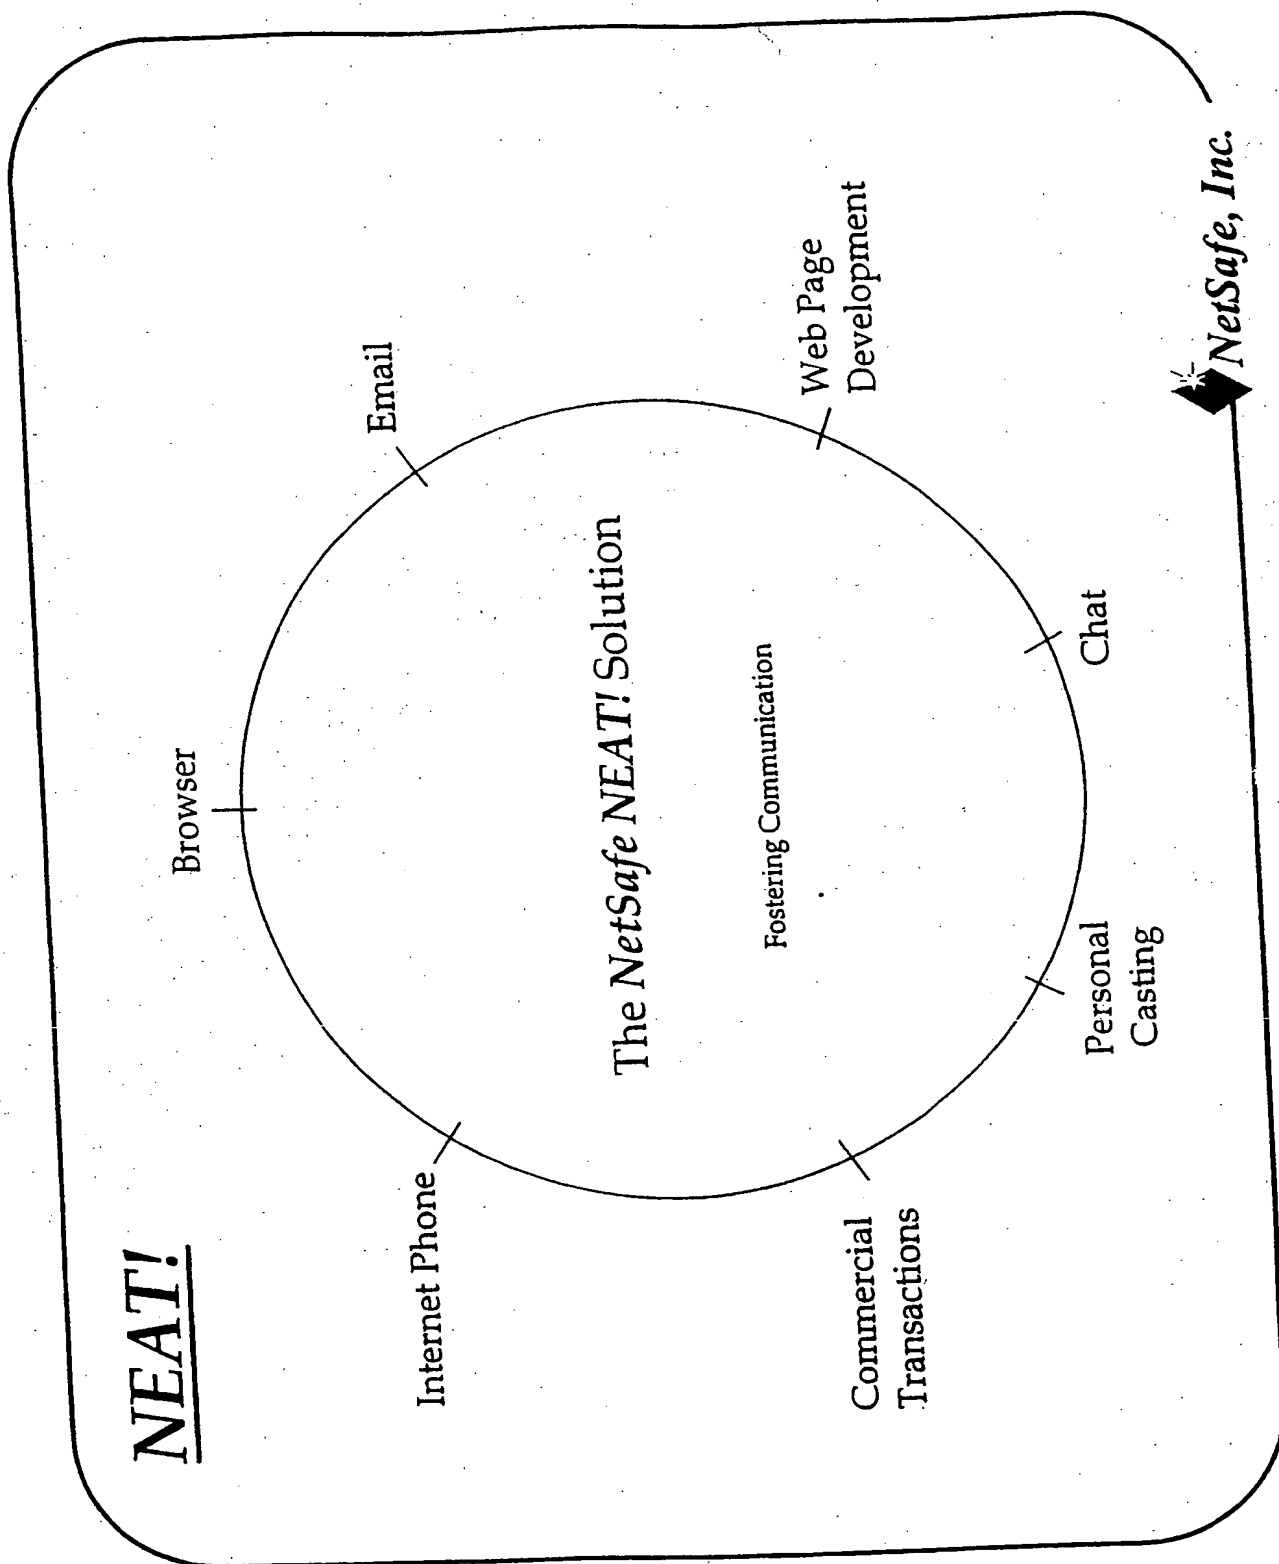 NEAT!
Browser
Email
Internet Phone
The NetSafe NEAT! Solution
Fostering Communication
Web Page
Development
Commercial
Transactions
Chat
Personal
Casting
NetSafe, Inc.